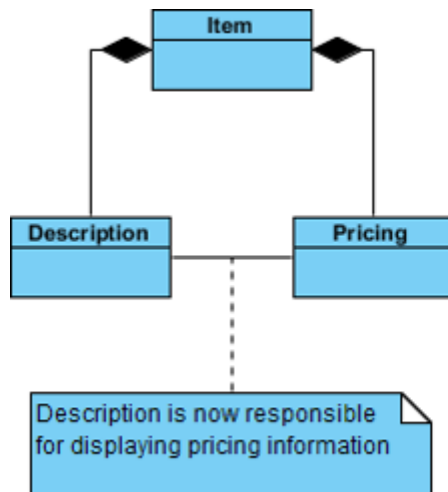 Item
Description
Pricing
Description is now responsible
for displaying pricing information